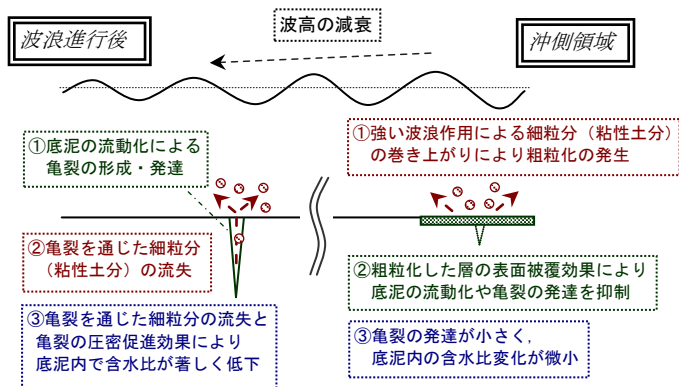 波浪進行後
波高の減衰
沖側領域
①底泥の流動化による
亀裂の形成・発達
②亀裂を通じた細粒分
（粘性土分）の流失
③亀裂を通じた細粒分の流失と
亀裂の圧密促進効果により
底泥内で含水比が著しく低下
①強い波浪作用による細粒分（粘性土分）
の巻き上がりにより粗粒化の発生
②粗粒化した層の表面被覆効果により
底泥の流動化や亀裂の発達を抑制
③亀裂の発達が小さく，
底泥内の含水比変化が微小